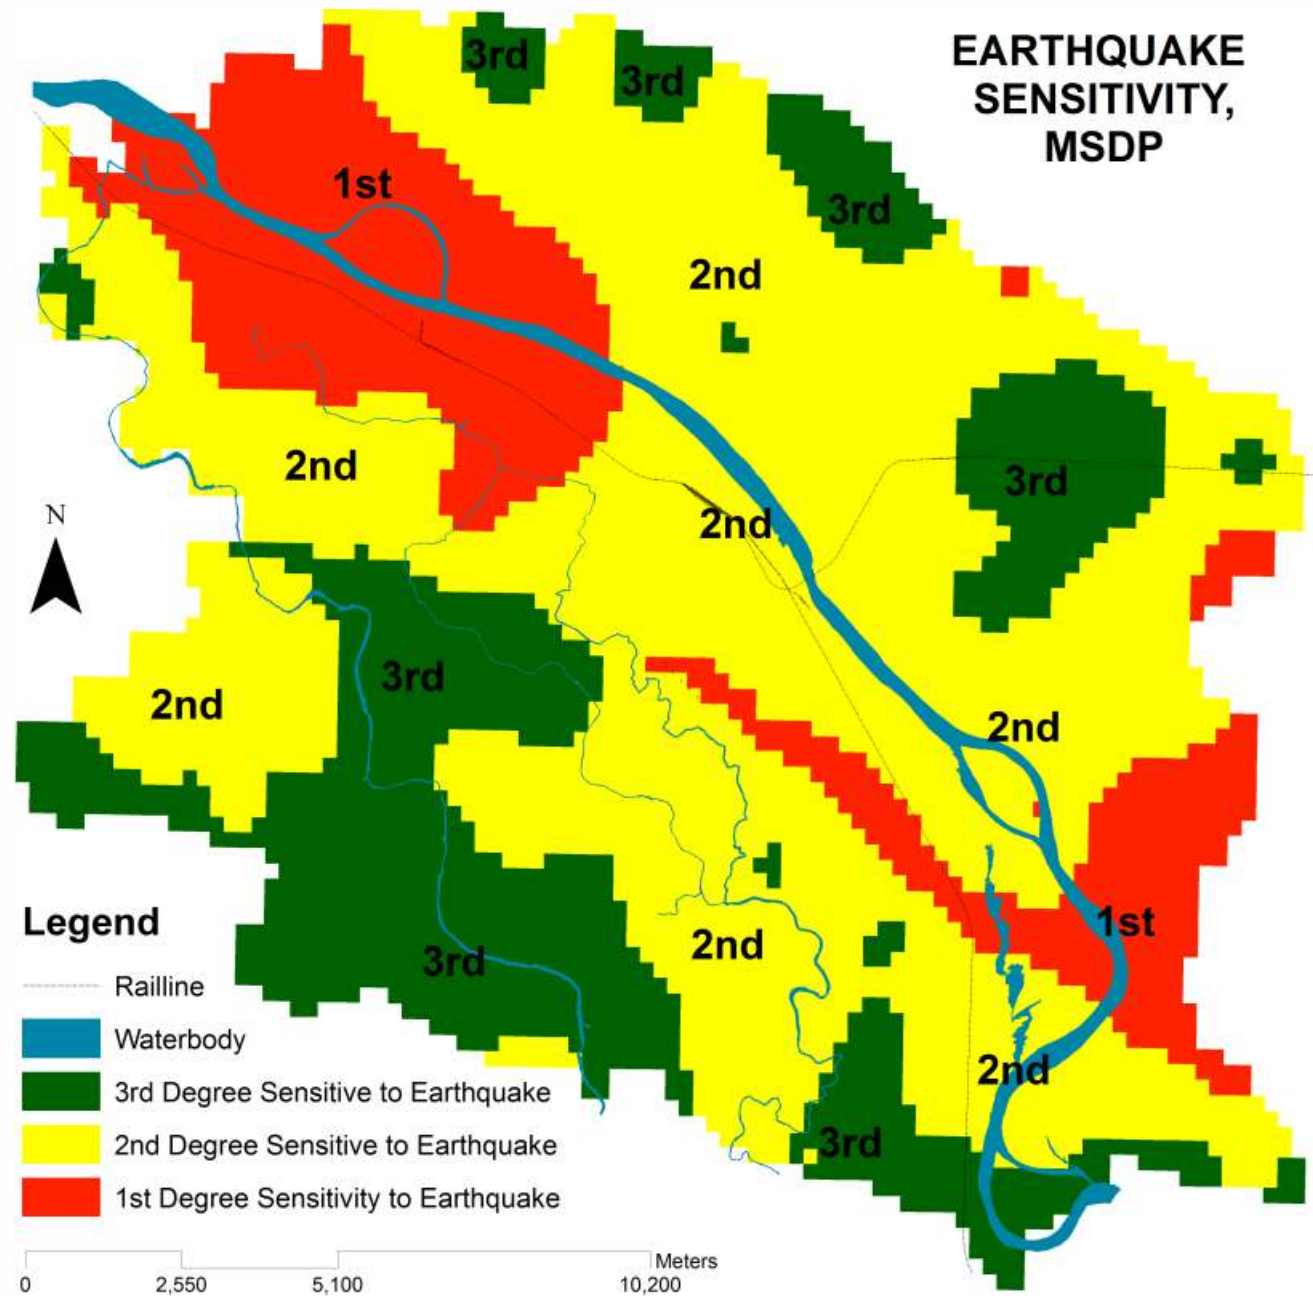 EARTHQUAKE
SENSITIVITY,
MSDP
3rd
3rd
1st
3rd
2nd
2nd
3rd
2nd
N
3rd
2nd
2nd
1st
2nd
3rd
2nd
3rd
Legend
Railline
Waterbody
3rd Degree Sensitive to Earthquake
2nd Degree Sensitive to Earthquake
1st Degree Sensitivity to Earthquake
Meters
0 2,550 5,100 10,200